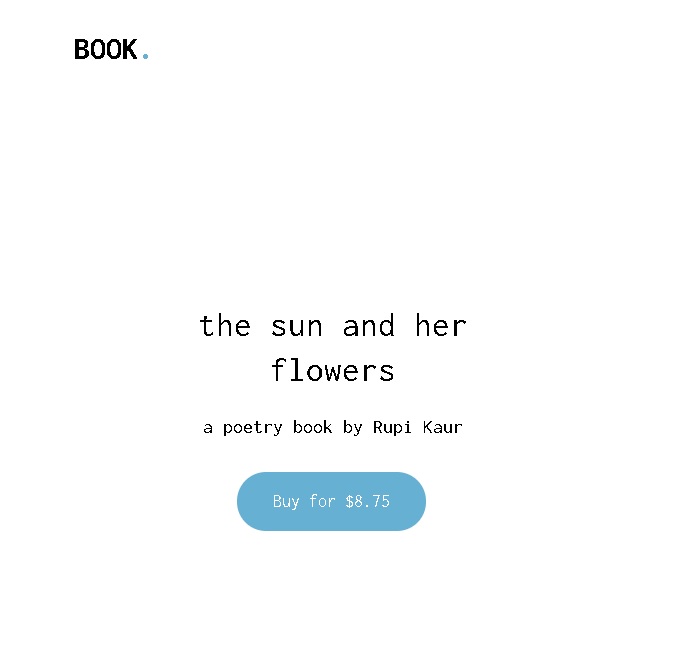 BOOK.
the sun and her
flowers
a poetry book by Rupi Kaur
Buy for $8.75